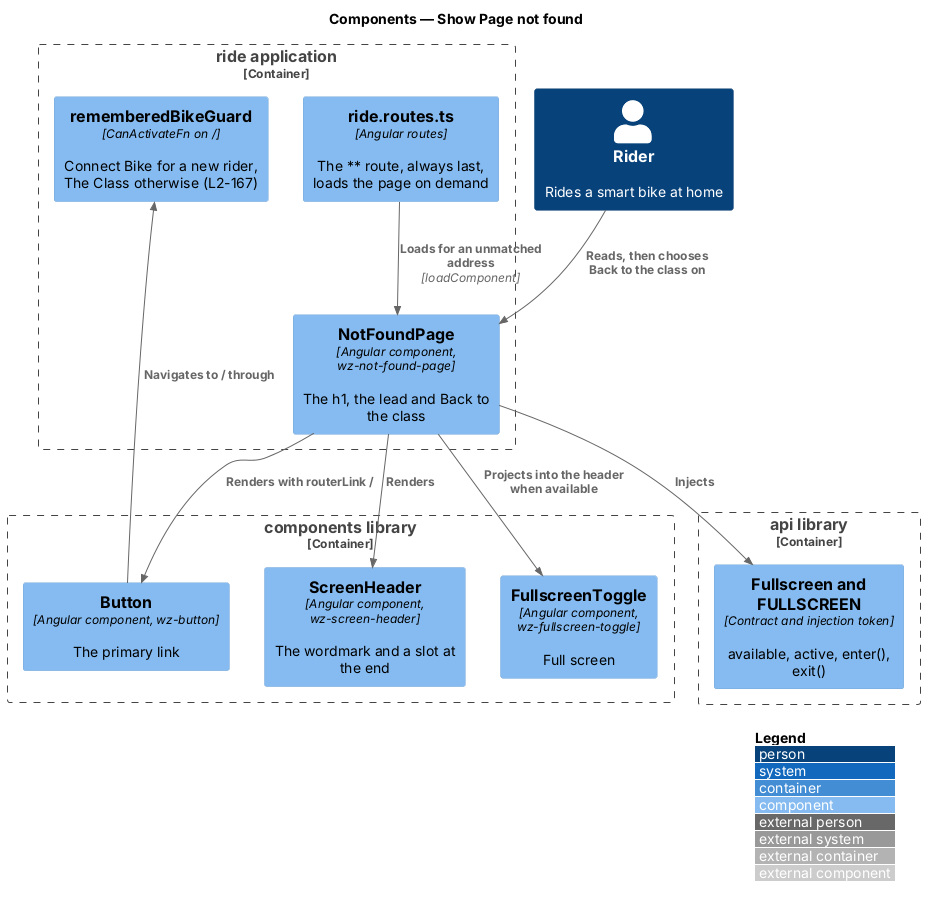 Components — Show Page not found
ride application
[Container]
rememberedBikeGuard
[CanActivateFn on /]
Connect Bike for a new rider,
The Class otherwise (L2-167)
ride.routes.ts
[Angular routes]
The ** route, always last,
loads the page on demand
Rider
Rides a smart bike at home
Loads for an unmatched
address
[loadComponent]
Reads, then chooses
Back to the class on
NotFoundPage
[Angular component,
wz-not-found-page]
The h1, the lead and Back to
the class
Navigates to / through
Renders with routerLink /
Renders
Projects into the header
when available
Injects
components library
[Container]
Button
[Angular component, wz-button]
The primary link
ScreenHeader
[Angular component,
wz-screen-header]
The wordmark and a slot at
the end
FullscreenToggle
[Angular component,
wz-fullscreen-toggle]
Full screen
api library
[Container]
Fullscreen and
FULLSCREEN
[Contract and injection token]
available, active, enter(),
exit()
Legend
person
system
container
component
external person
external system
external container
external component